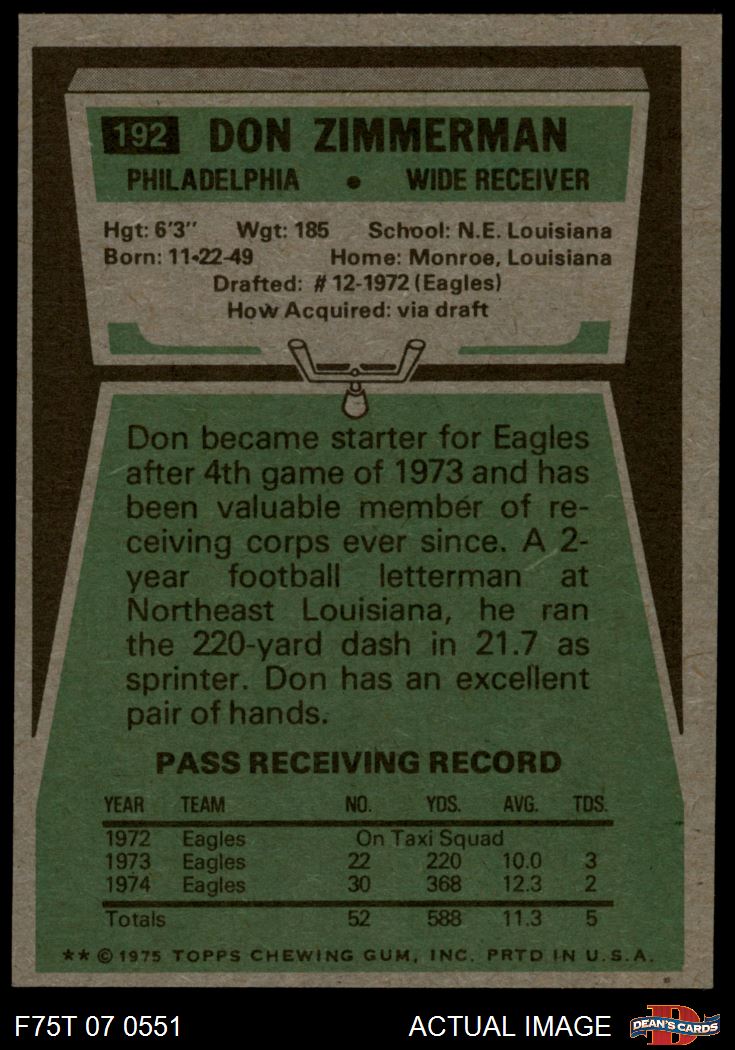 192 DON ZIMMERMAN
PHILADELPHIA • WIDE RECEIVER
Hgt: 6'3" Wgt: 185 School: N.E. Louisiana
Born: 11-22-49 Home: Monroe, Louisiana
Drafted: # 12-1972 (Eagles)
How Acquired: via draft
Don became starter for Eagles
after 4th game of 1973 and has
been valuable member of re-
ceiving corps ever since. A 2-
year football letterman at
Northeast Louisiana, he ran
the 220-yard dash in 21.7 as
sprinter. Don has an excellent
pair of hands.
PASS RECEIVING RECORD
YEAR TEAM NO. YDS. AVG. TDS.
1972 Eagles On Taxi Squad
1973 Eagles 22 220 10.0 3
1974 Eagles 30 368 12.3 2
Totals 52 588 11.3 5
** © 1975 TOPPS CHEWING GUM, INC. PRTD IN U.S.A.
F75T 07 0551 ACTUAL IMAGE DEAN'S CARDS